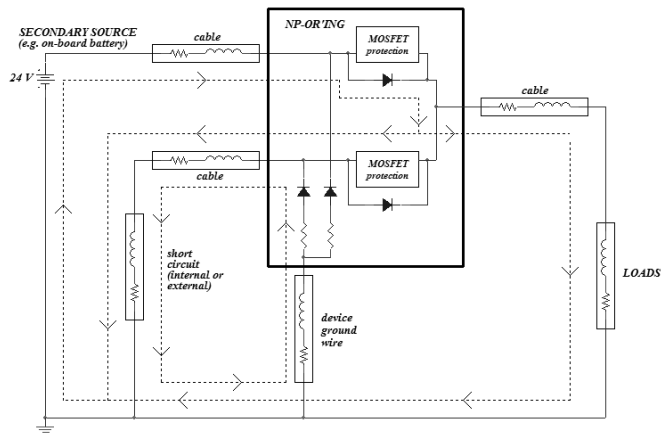 NP-OR'ING
SECONDARY SOURCE
(e.g. on-board battery)
cable
MOSFET
protection
24 V
cable
MOSFET
protection
cable
short
circuit
(internal or
external)
LOADS
device
ground
wire